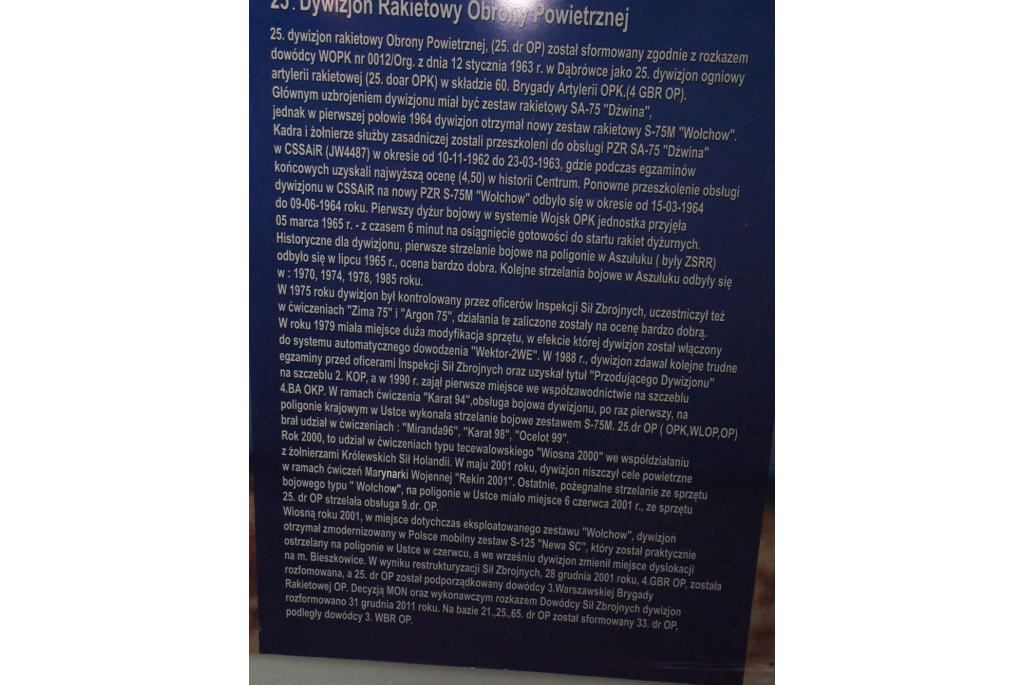 25. Dywizjon Rakietowy Obrony Powietrznej
25. dywizjon rakietowy Obrony Powietrznej, (25. dr OP) został sformowany zgodnie z rozkazem
dowódcy WOPK nr 0012/Org. z dnia 12 stycznia 1963 r. w Dąbrówce jako 25. dywizjon ogniowy
artylerii rakietowej (25. doar OPK) w składzie 60. Brygady Artylerii OPK.(4 GBR OP).
Głównym uzbrojeniem dywizjonu miał być zestaw rakietowy SA-75 "Dźwina",
jednak w pierwszej połowie 1964 dywizjon otrzymał nowy zestaw rakietowy S-75M "Wołchow".
Kadra i żołnierze służby zasadniczej zostali przeszkoleni do obsługi PZR SA-75 "Dźwina"
w CSSAiR (JW4487) w okresie od 10-11-1962 do 23-03-1963, gdzie podczas egzaminów
końcowych uzyskali najwyższą ocenę (4,50) w historii Centrum. Ponowne przeszkolenie obsługi
dywizjonu w CSSAiR na nowy PZR S-75M "Wołchow" odbyło się w okresie od 15-03-1964
do 09-06-1964 roku. Pierwszy dyżur bojowy w systemie Wojsk OPK jednostka przyjęła
05 marca 1965 r. - z czasem 6 minut na osiągnięcie gotowości do startu rakiet dyżurnych.
Historyczne dla dywizjonu, pierwsze strzelanie bojowe na poligonie w Aszułuku ( były ZSRR)
odbyło się w lipcu 1965 r., ocena bardzo dobra. Kolejne strzelania bojowe w Aszułuku odbyły się
w : 1970, 1974, 1978, 1985 roku.
W 1975 roku dywizjon był kontrolowany przez oficerów Inspekcji Sił Zbrojnych, uczestniczył też
w ćwiczeniach "Zima 75" i "Argon 75", działania te zaliczone zostały na ocenę bardzo dobrą.
W roku 1979 miała miejsce duża modyfikacja sprzętu, w efekcie której dywizjon został włączony
do systemu automatycznego dowodzenia "Wektor-2WE". W 1988 r., dywizjon zdawał kolejne trudne
egzaminy przed oficerami Inspekcji Sił Zbrojnych oraz uzyskał tytuł "Przodującego Dywizjonu"
na szczeblu 2. KOP, a w 1990 r. zajął pierwsze miejsce we współzawodnictwie na szczeblu
4.BA OKP. W ramach ćwiczenia "Karat 94",obsługa bojowa dywizjonu, po raz pierwszy, na
poligonie krajowym w Ustce wykonała strzelanie bojowe zestawem S-75M. 25.dr OP ( OPK,WLOP,OP)
brał udział w ćwiczeniach : "Miranda96", "Karat 98", "Ocelot 99".
Rok 2000, to udział w ćwiczeniach typu tecewalowskiego "Wiosna 2000" we współdziałaniu
z żołnierzami Królewskich Sił Holandii. W maju 2001 roku, dywizjon niszczył cele powietrzne
w ramach ćwiczeń Marynarki Wojennej "Rekin 2001". Ostatnie, pożegnalne strzelanie ze sprzętu
bojowego typu " Wołchow", na poligonie w Ustce miało miejsce 6 czerwca 2001 r., ze sprzętu
25. dr OP strzelała obsługa 9.dr. OP.
Wiosną roku 2001, w miejsce dotychczas eksploatowanego zestawu "Wołchow", dywizjon
otrzymał zmodernizowany w Polsce mobilny zestaw S-125 "Newa SC", który został praktycznie
ostrzelany na poligonie w Ustce w czerwcu, a we wrześniu dywizjon zmienił miejsce dyslokacji
na m. Bieszkowice. W wyniku restrukturyzacji Sił Zbrojnych, 28 grudnia 2001 roku, 4.GBR OP, została
rozfomowana, a 25. dr OP został podporządkowany dowódcy 3.Warszawskiej Brygady
Rakietowej OP. Decyzją MON oraz wykonawczym rozkazem Dowódcy Sił Zbrojnych dywizjon
rozformowano 31 grudnia 2011 roku. Na bazie 21.,25.,65. dr OP został sformowany 33. dr OP,
podległy dowódcy 3. WBR OP.